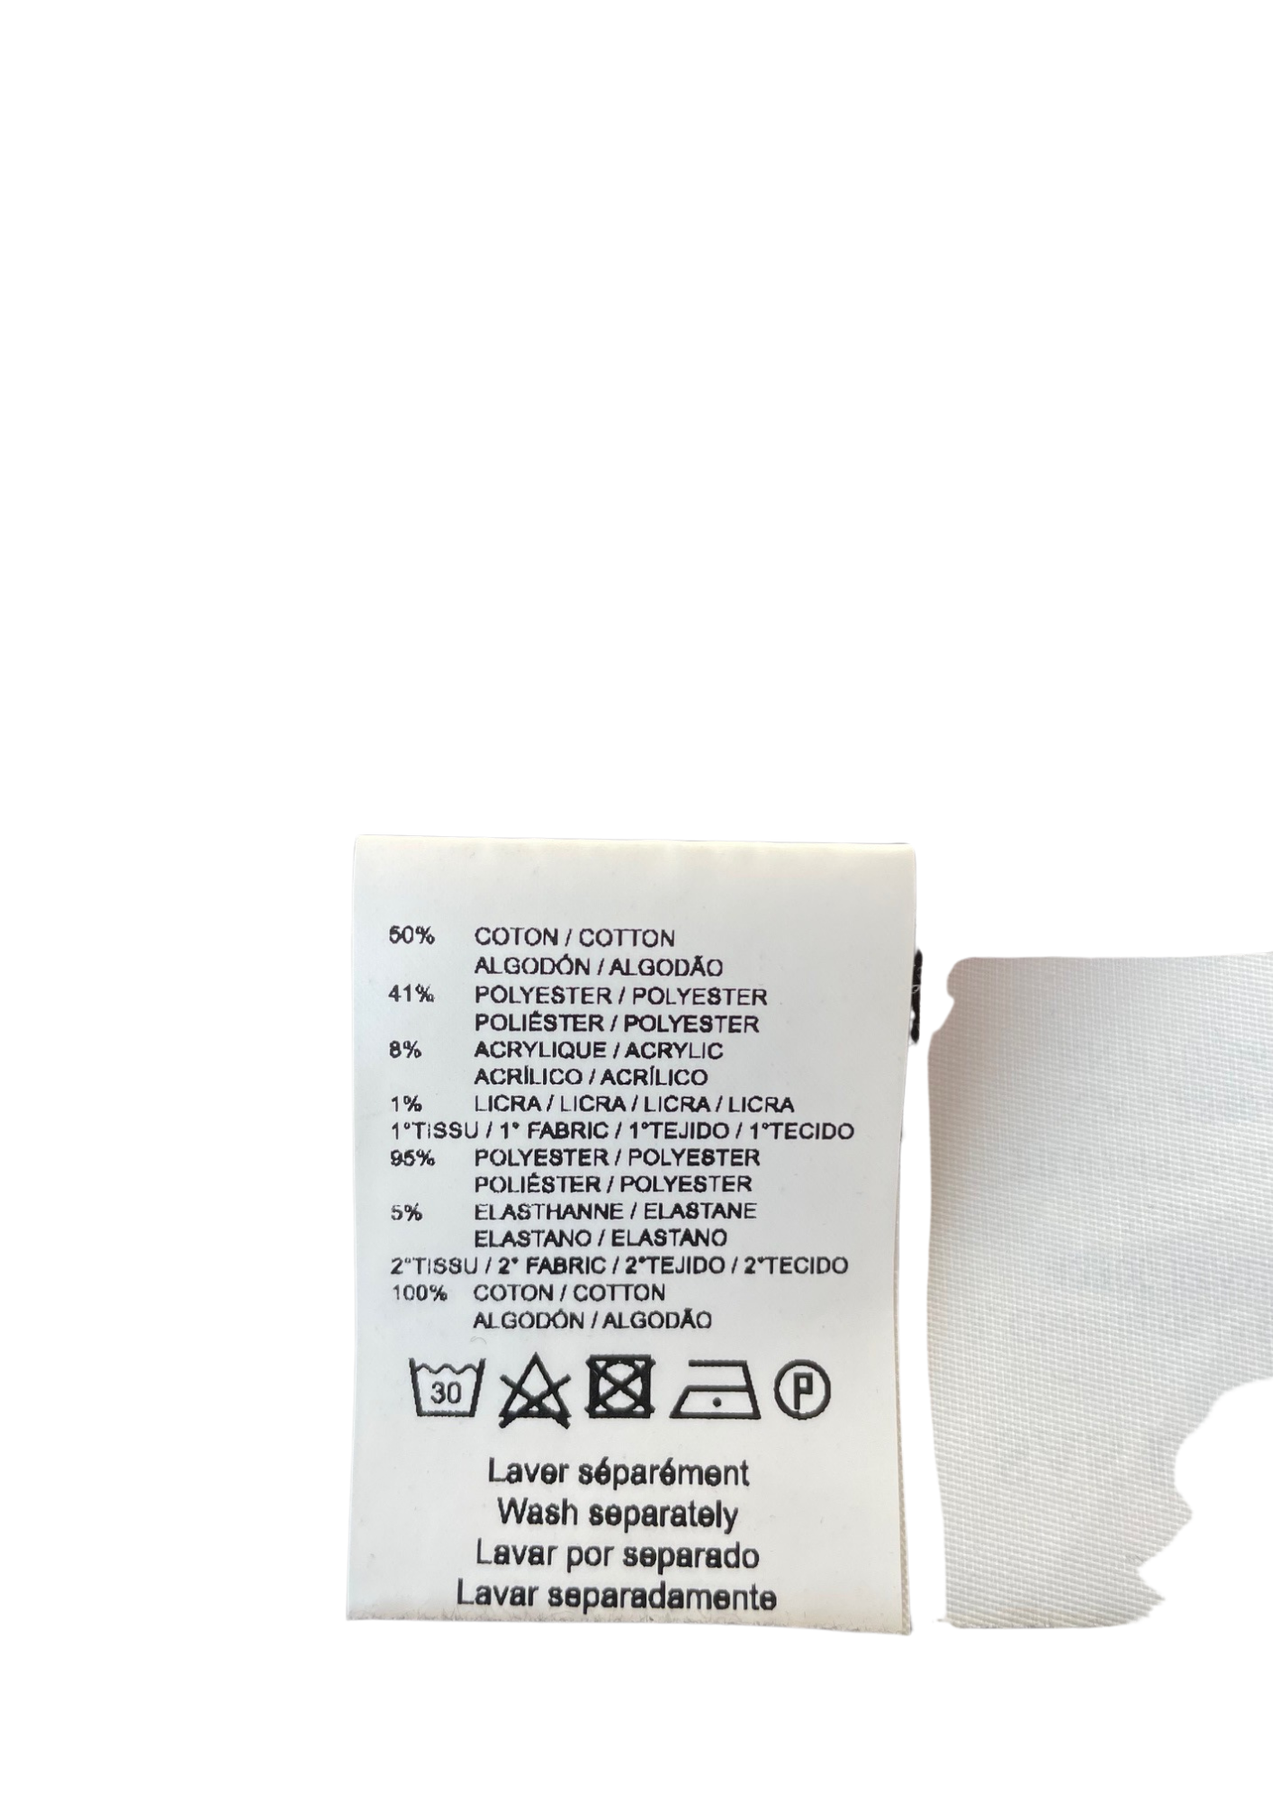 50% COTON / COTTON
ALGODÓN / ALGODÃO
41% POLYESTER / POLYESTER
POLIÉSTER / POLYESTER
8% ACRYLIQUE / ACRYLIC
ACRÍLICO / ACRÍLICO
1% LICRA / LICRA / LICRA / LICRA
1°TISSU / 1° FABRIC / 1°TEJIDO / 1°TECIDO
95% POLYESTER / POLYESTER
POLIÉSTER / POLYESTER
5% ELASTHANNE / ELASTANE
ELASTANO / ELASTANO
2°TISSU / 2° FABRIC / 2°TEJIDO / 2°TECIDO
100% COTON / COTTON
ALGODÓN / ALGODÃO
30 P
Laver séparément
Wash separately
Lavar por separado
Lavar separadamente